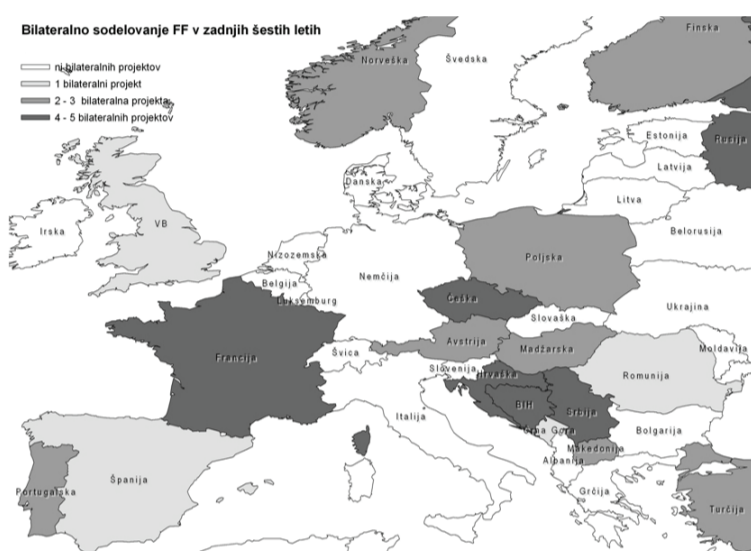 Bilateralno sodelovanje FF v zadnjih šestih letih
ni bilateralnih projektov
1 bilateralni projekt
2 - 3 bilateralna projekta
4 - 5 bilateralnih projektov
Finska
Norveška
Švedska
Rusija
Estonija
Latvija
Danska
Litva
VB
Irska
Belorusija
Nizozemska
Poljska
Nemčija
Belgija
Luksemburg
Češka
Ukrajina
Slovaška
Avstrija
Madžarska
Moldavija
Francija
Švica
Slovenija
Hrvaška
Romunija
BIH
Srbija
Italija
Črna Gora
Bolgarija
Makedonija
Albanija
Španija
Portugalska
Grčija
Turčija